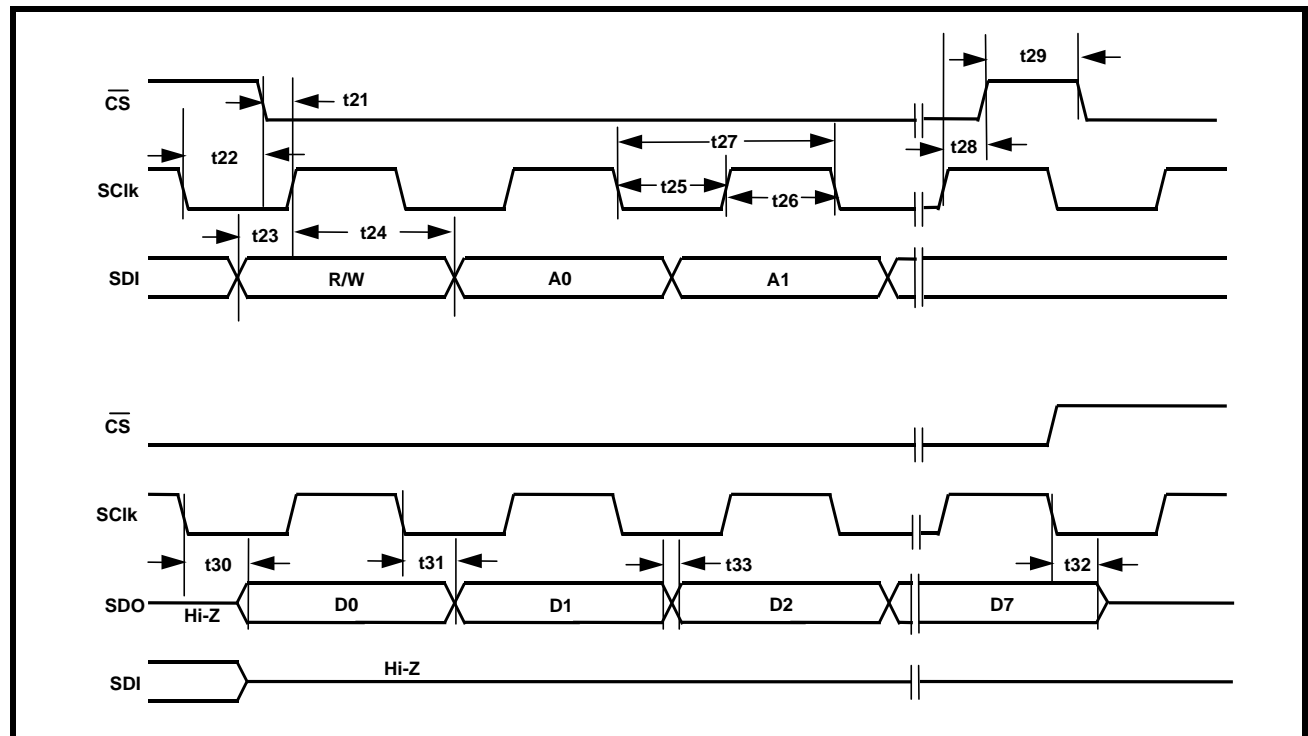 t29
CS
t21
t27
t22
t28
SClk
t25
t26
t23
t24
SDI
R/W
A0
A1
CS
SClk
t30
t31
t33
t32
SDO
Hi-Z
D0
D1
D2
D7
Hi-Z
SDI